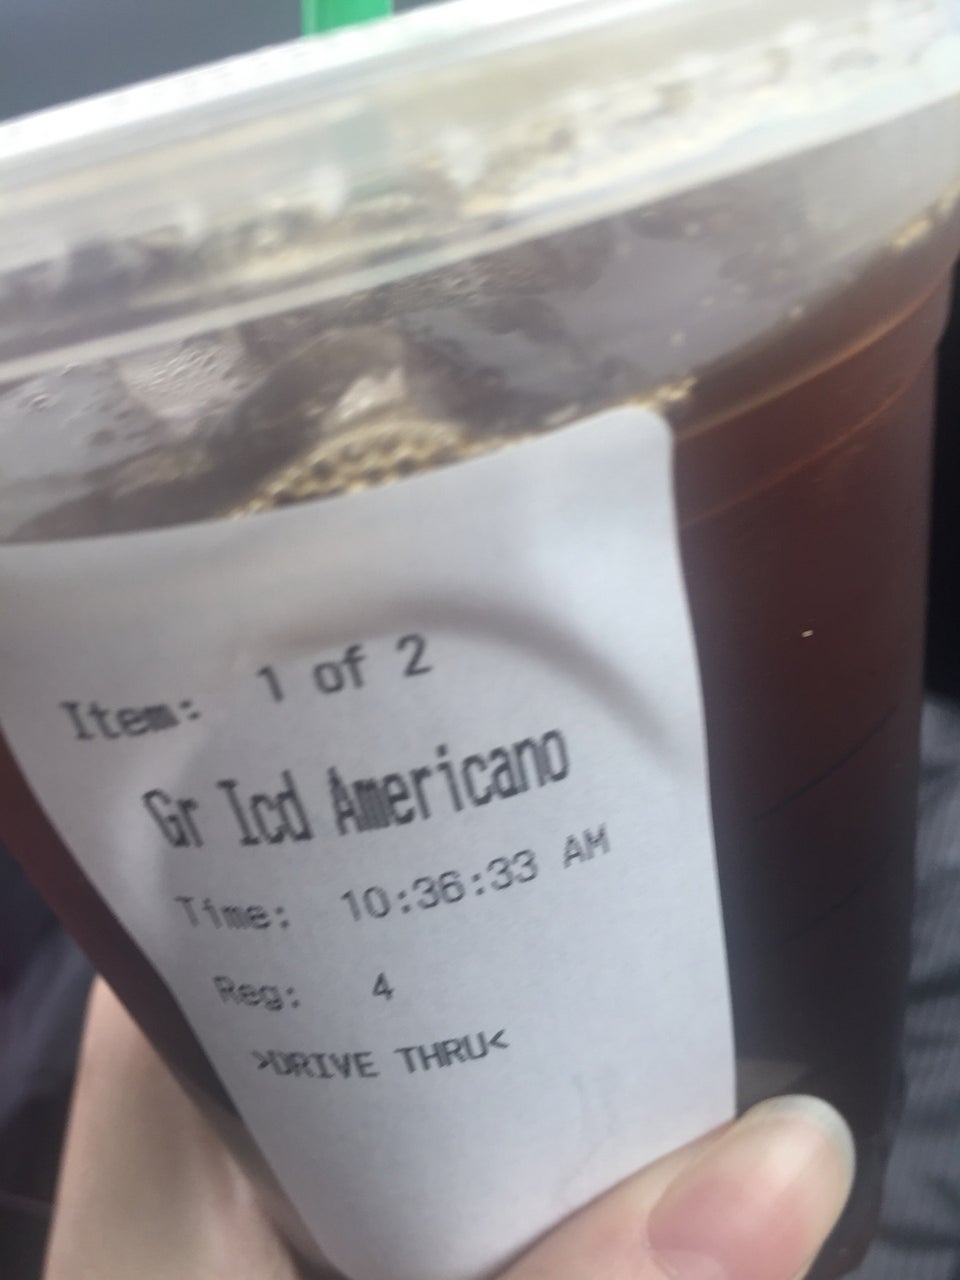 Item: 1 of 2
Gr Icd Americano
Time: 10:36:33 AM
Reg: 4
>DRIVE THRU<